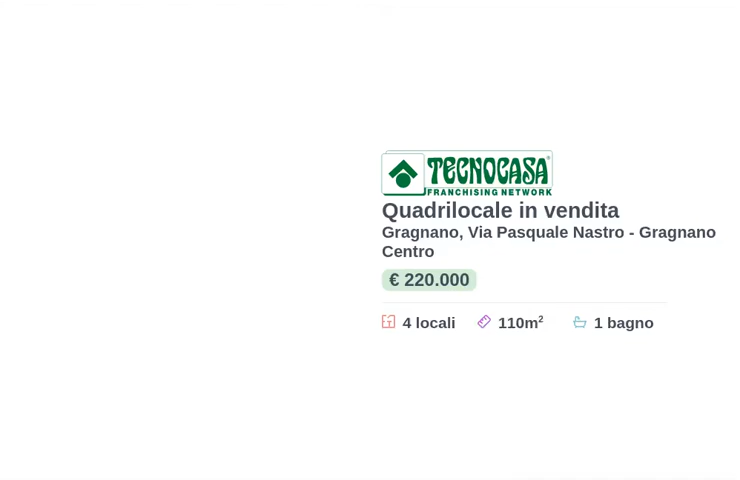 TECNOCASA®
FRANCHISING NETWORK
Quadrilocale in vendita
Gragnano, Via Pasquale Nastro - Gragnano
Centro
€ 220.000
4 locali 110m² 1 bagno